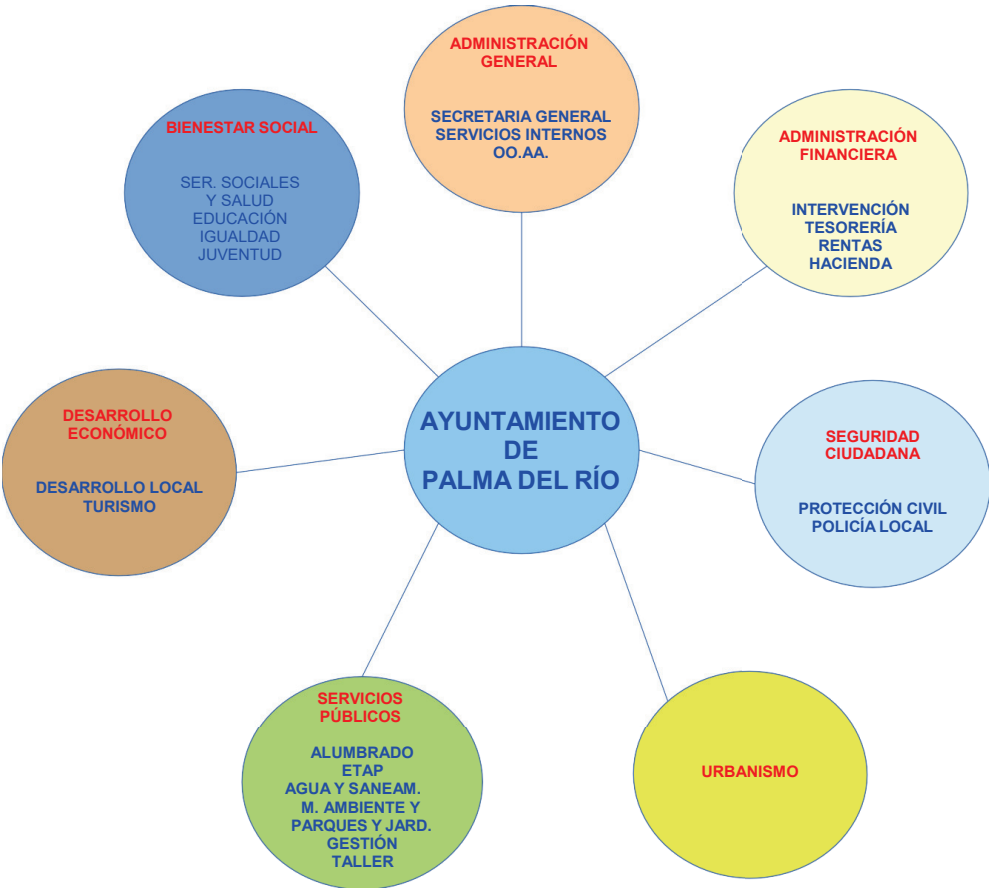 ADMINISTRACIÓN
GENERAL
SECRETARIA GENERAL
SERVICIOS INTERNOS
OO.AA.
BIENESTAR SOCIAL
SER. SOCIALES
Y SALUD
EDUCACIÓN
IGUALDAD
JUVENTUD
ADMINISTRACIÓN
FINANCIERA
INTERVENCIÓN
TESORERÍA
RENTAS
HACIENDA
AYUNTAMIENTO
DE
PALMA DEL RÍO
DESARROLLO
ECONÓMICO
DESARROLLO LOCAL
TURISMO
SEGURIDAD
CIUDADANA
PROTECCIÓN CIVIL
POLICÍA LOCAL
SERVICIOS
PÚBLICOS
ALUMBRADO
ETAP
AGUA Y SANEAM.
M. AMBIENTE Y
PARQUES Y JARD.
GESTIÓN
TALLER
URBANISMO